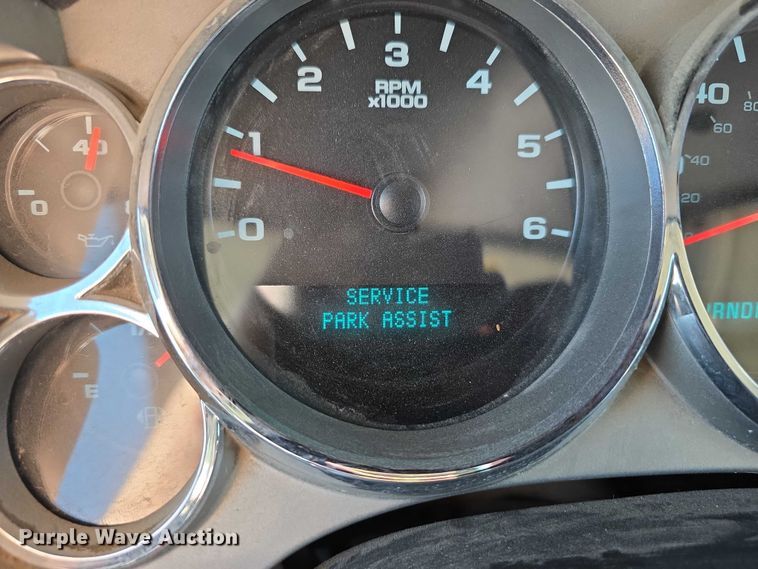 3
2
4
RPM
x1000
1
5
0
6
SERVICE
PARK ASSIST
40
0
E
40
80
60
40
20
Purple Wave Auction